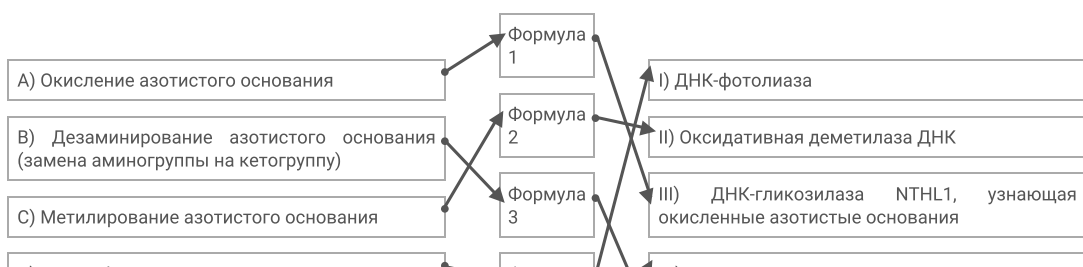 Формула
1
А) Окисление азотистого основания
I) ДНК-фотолиаза
Формула
2
B) Дезаминирование азотистого основания
(замена аминогруппы на кетогруппу)
II) Оксидативная деметилаза ДНК
Формула
3
III) ДНК-гликозилаза NTHL1, узнающая
окисленные азотистые основания
C) Метилирование азотистого основания